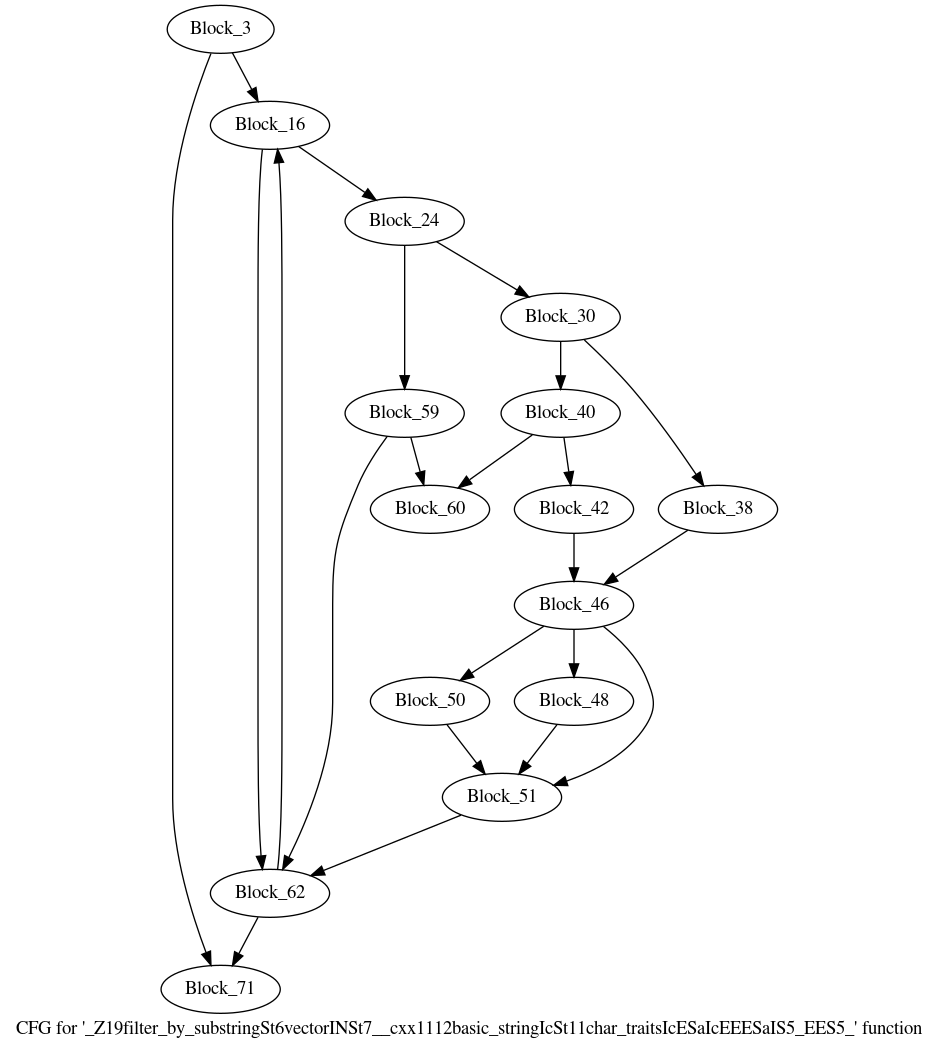 Block_3
Block_16
Block_24
Block_30
Block_59
Block_40
Block_60
Block_42
Block_38
Block_46
Block_50
Block_48
Block_51
Block_62
Block_71
CFG for '_Z19filter_by_substringSt6vectorINSt7__cxx1112basic_stringIcSt11char_traitsIcESaIcEEESaIS5_EES5_' function